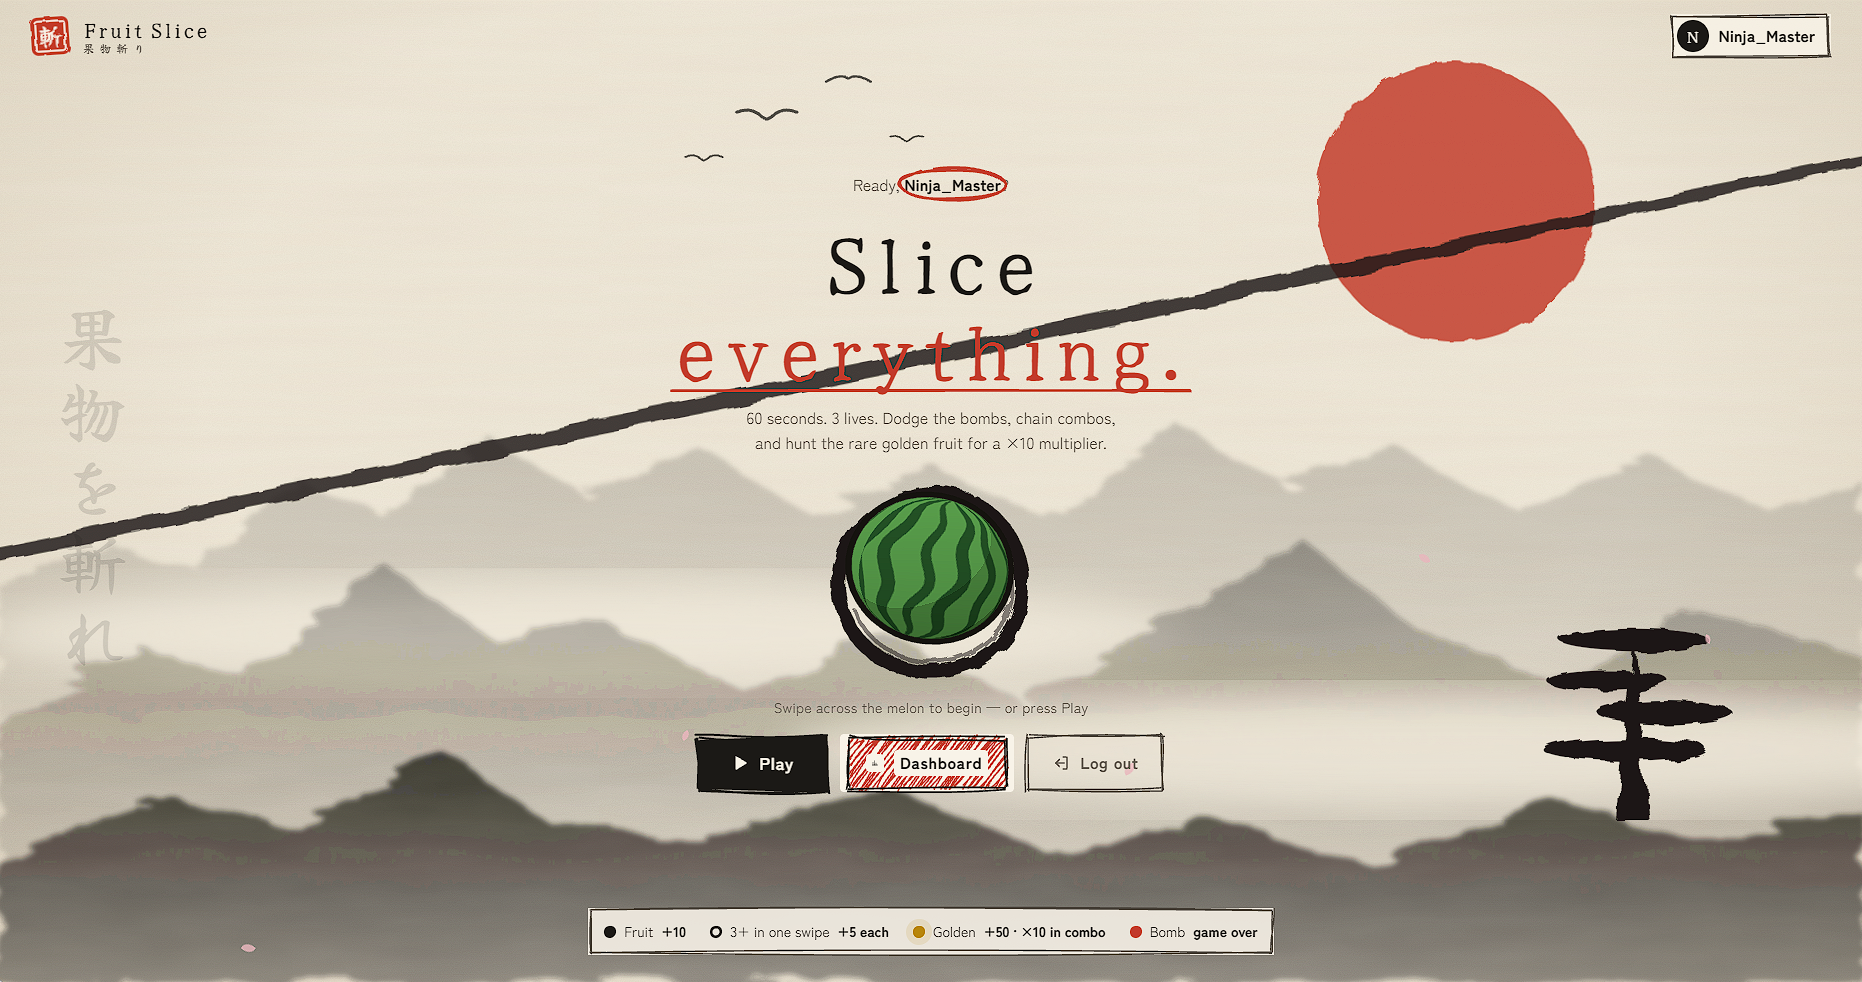 斬
Fruit Slice
果物斬り
N Ninja_Master
Ready, Ninja_Master
Slice
everything.
60 seconds. 3 lives. Dodge the bombs, chain combos,
and hunt the rare golden fruit for a ×10 multiplier.
果物を斬れ
Swipe across the melon to begin — or press Play
Play
Dashboard
Log out
Fruit +10
3+ in one swipe +5 each
Golden +50 · ×10 in combo
Bomb game over